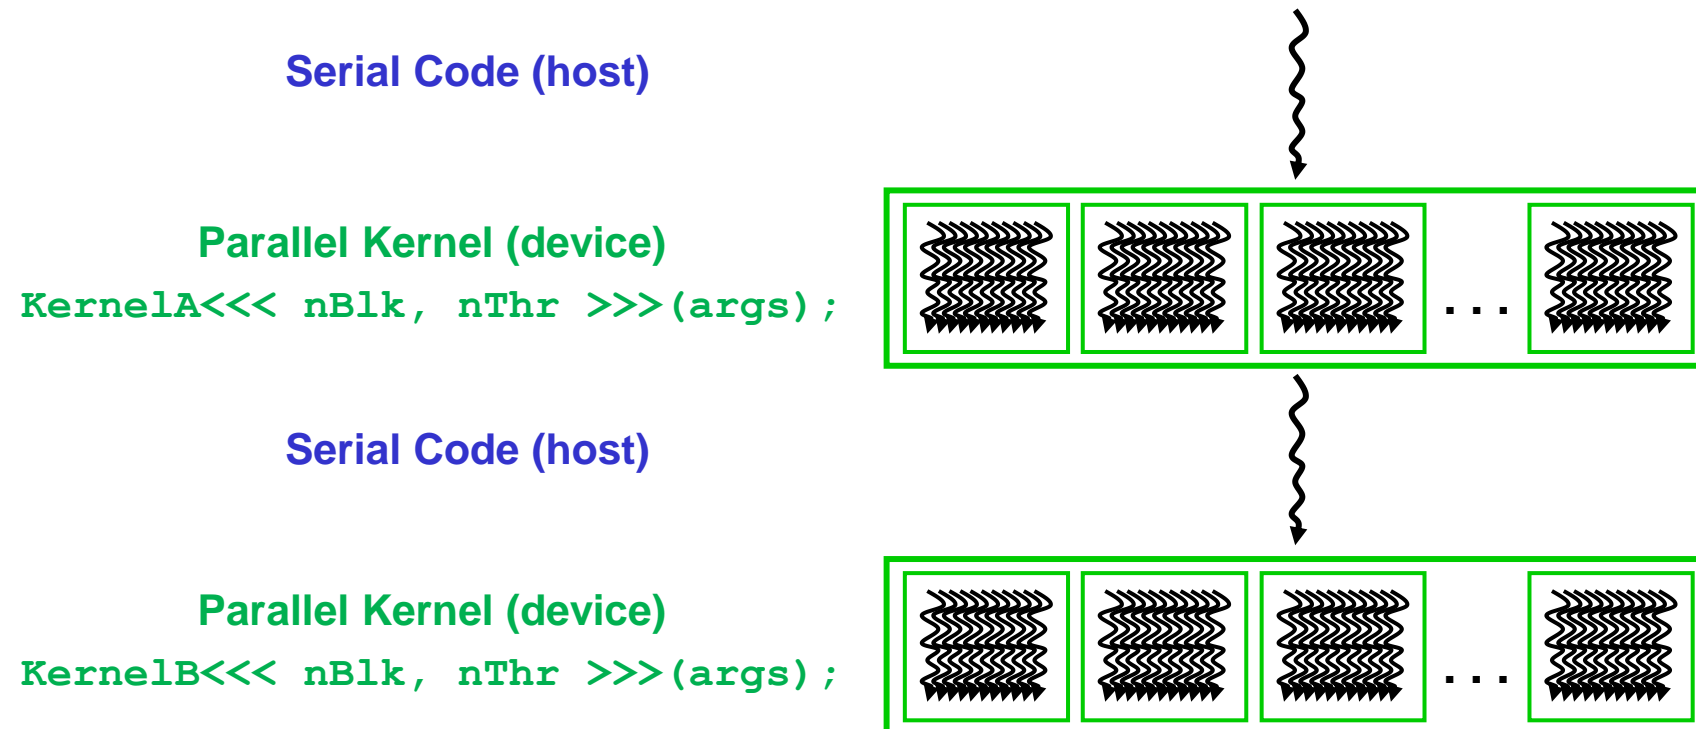 Serial Code (host)
Parallel Kernel (device)
KernelA<<< nBlk, nThr >>>(args);
...
Serial Code (host)
Parallel Kernel (device)
KernelB<<< nBlk, nThr >>>(args);
...